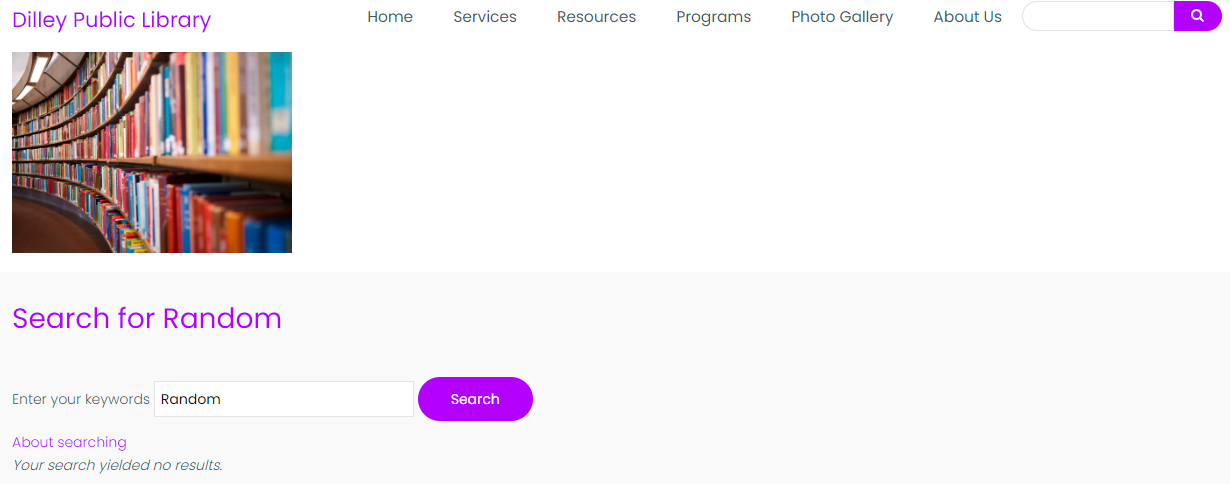 Dilley Public Library
Home Services Resources Programs Photo Gallery About Us
Search for Random
Enter your keywords Random Search
About searching
Your search yielded no results.